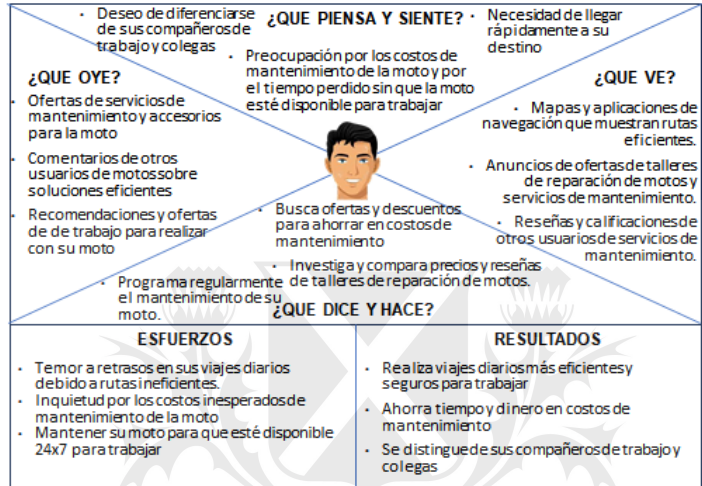 ¿QUE PIENSA Y SIENTE?
· Deseo de diferenciarse
de sus compañeros de
trabajo y colegas
· Preocupación por los costos de
mantenimiento de la moto y por
el tiempo perdido sin que la moto
esté disponible para trabajar
· Necesidad de llegar
rápidamente a su
destino
¿QUE OYE?
· Ofertas de servicios de
mantenimiento y accesorios
para la moto
· Comentarios de otros
usuarios de motos sobre
soluciones eficientes
· Recomendaciones y ofertas
de de trabajo para realizar
con su moto
¿QUE VE?
· Mapas y aplicaciones de
navegación que muestran rutas
eficientes.
· Anuncios de ofertas de talleres
de reparación de motos y
servicios de mantenimiento.
· Reseñas y calificaciones de
otros usuarios de servicios de
mantenimiento.
· Busca ofertas y descuentos
para ahorrar en costos de
mantenimiento
· Investiga y compara precios y reseñas
de talleres de reparación de motos.
· Programa regularmente
el mantenimiento de su
moto.
¿QUE DICE Y HACE?
ESFUERZOS
· Temor a retrasos en sus viajes diarios
debido a rutas ineficientes.
· Inquietud por los costos inesperados de
mantenimiento de la moto
· Mantener su moto para que esté disponible
24x7 para trabajar
RESULTADOS
· Realiza viajes diarios más eficientes y
seguros para trabajar
· Ahorra tiempo y dinero en costos de
mantenimiento
· Se distingue de sus compañeros de trabajo y
colegas